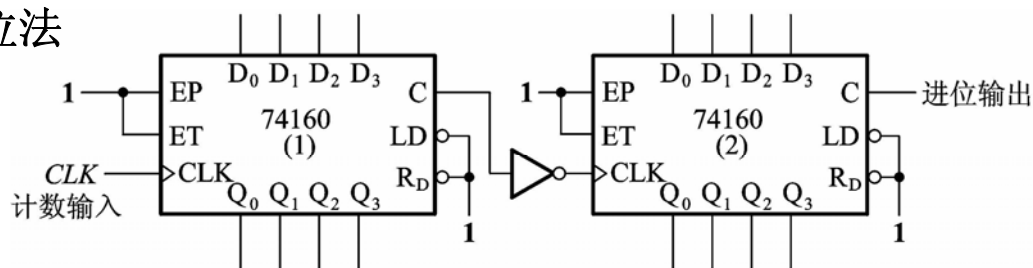 位法
D₀ D₁ D₂ D₃
D₀ D₁ D₂ D₃
1
EP
C
1
EP
C
进位输出
74160
74160
ET
(1)
LD
ET
(2)
LD
CLK
CLK
R_D
CLK
R_D
计数输入
Q₀ Q₁ Q₂ Q₃
Q₀ Q₁ Q₂ Q₃
1
1